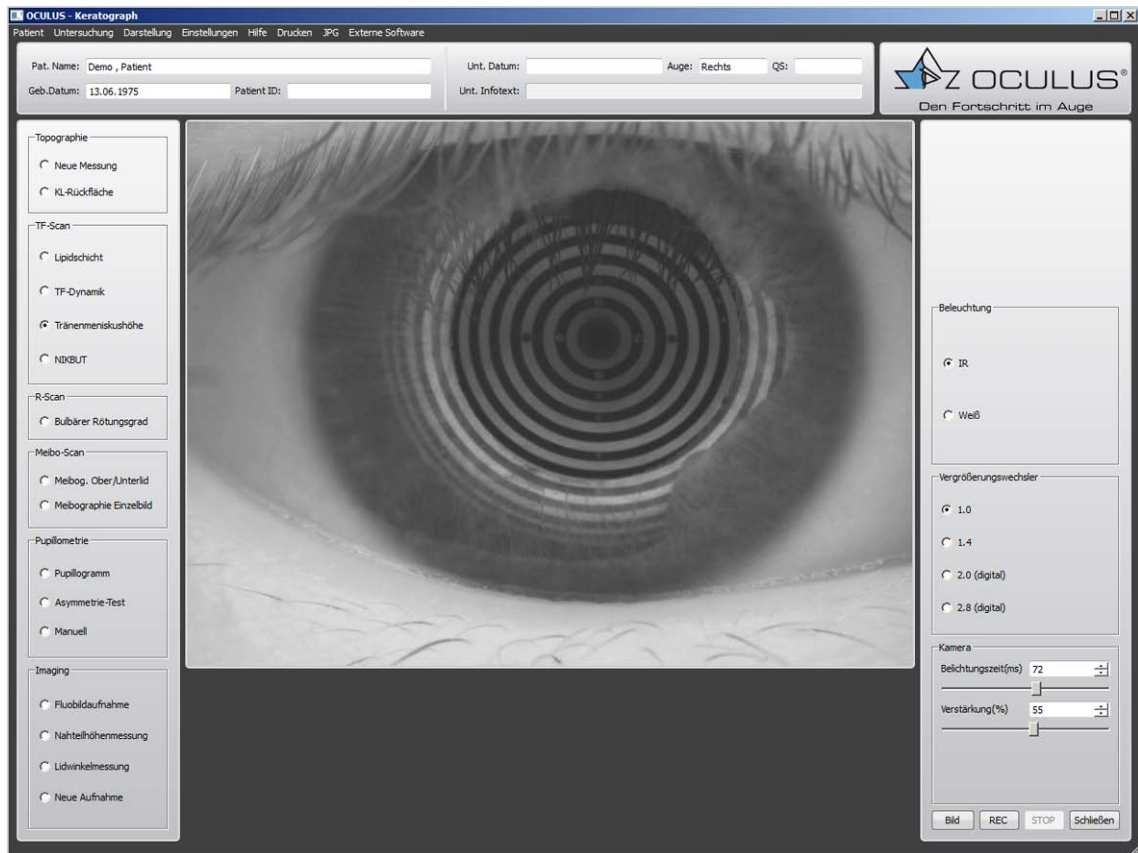 OCULUS - Keratograph
Patient Untersuchung Darstellung Einstellungen Hilfe Drucken JPG Externe Software
Pat. Name: Demo , Patient
Geb.Datum: 13.06.1975 Patient ID:
Unt. Datum: Auge: Rechts QS:
Unt. Infotext:
OCULUS®
Den Fortschritt im Auge
Topographie
Neue Messung
KL-Rückfläche
TF-Scan
Lipidschicht
TF-Dynamik
Tränenmeniskushöhe
NIKBUT
R-Scan
Bulbärer Rötungsgrad
Meibo-Scan
Meibog. Ober/Unterlid
Meibographie Einzelbild
Pupillometrie
Pupillogramm
Asymmetrie-Test
Manuell
Imaging
Fluobildaufnahme
Nahteilhöhenmessung
Lidwinkelmessung
Neue Aufnahme
Beleuchtung
IR
Weiß
Vergrößerungswechsler
1.0
1.4
2.0 (digital)
2.8 (digital)
Kamera
Belichtungszeit(ms) 72
Verstärkung(%) 55
Bild REC STOP Schließen